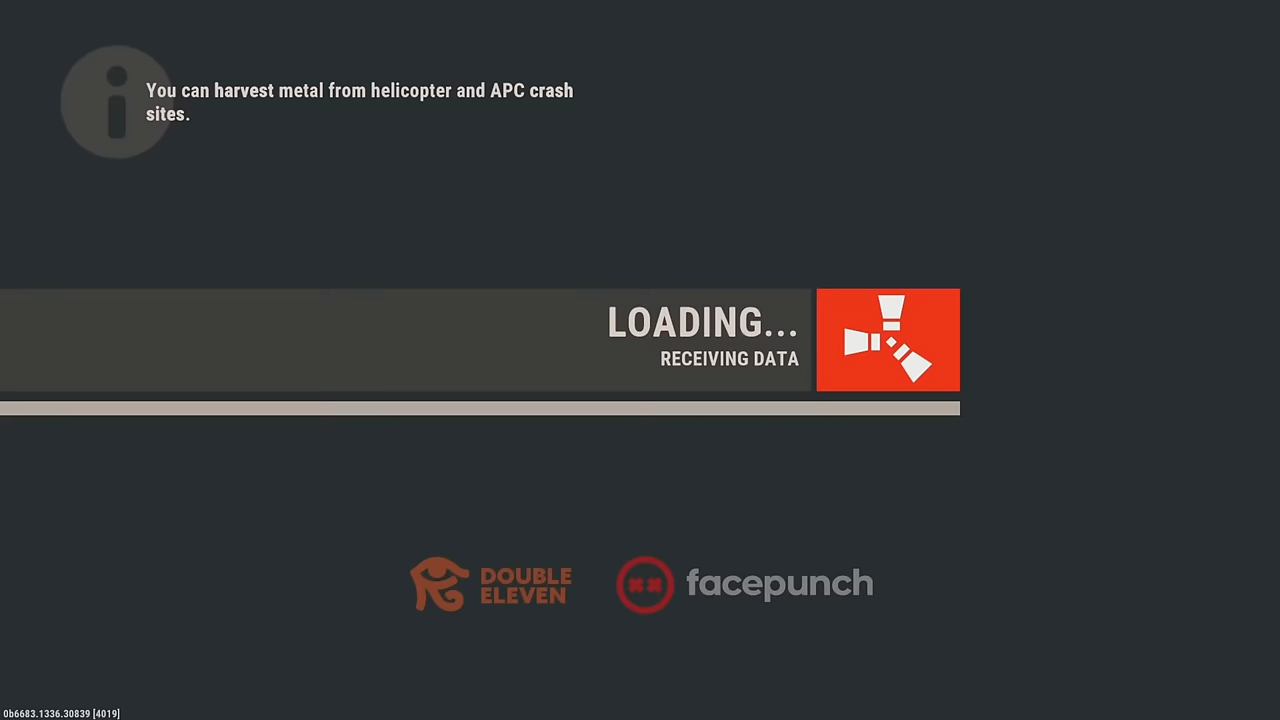 You can harvest metal from helicopter and APC crash
sites.
LOADING...
RECEIVING DATA
DOUBLE
ELEVEN
facepunch
0b6683.1336.30839 [4019]